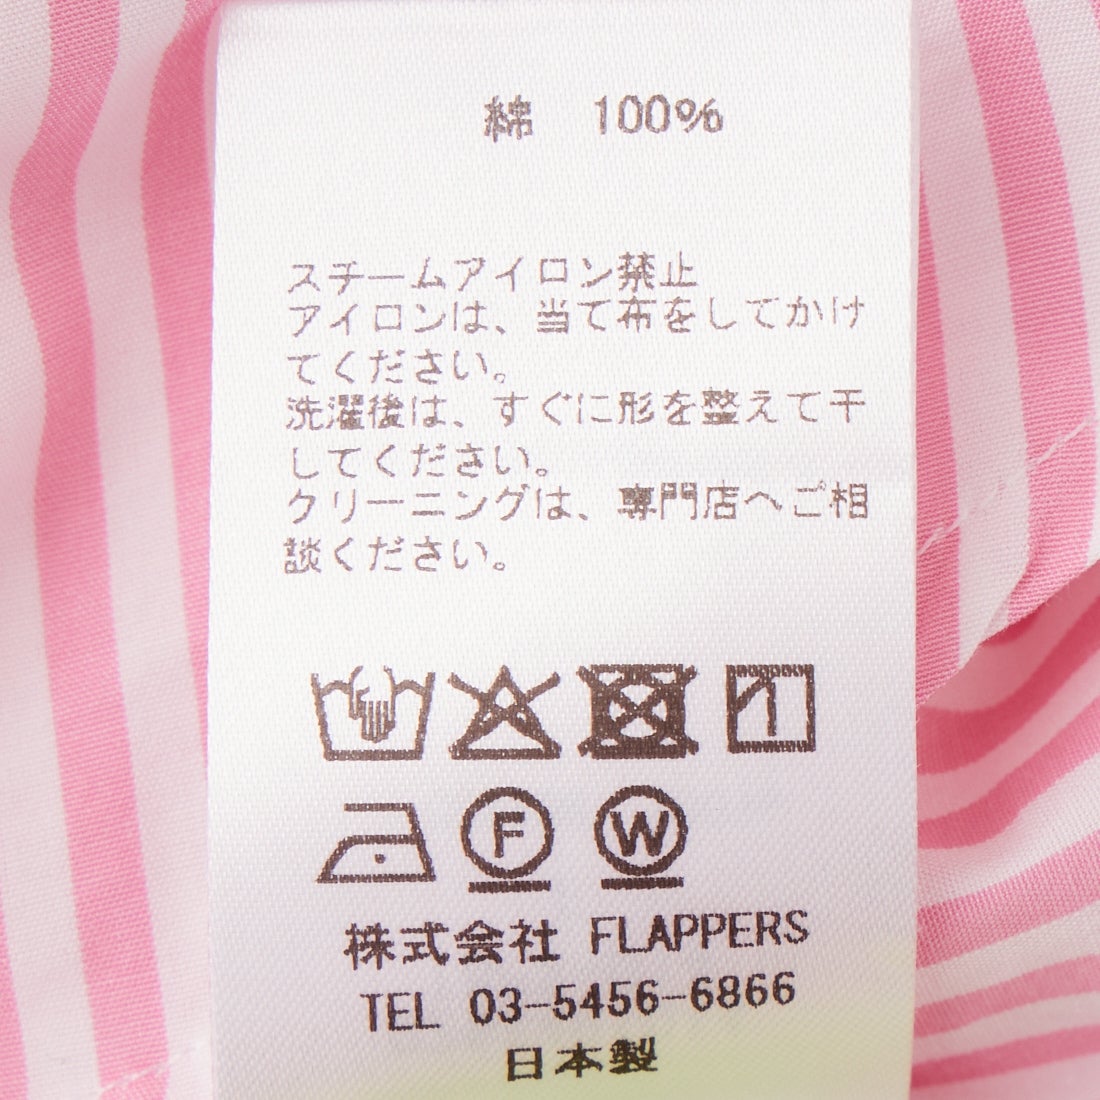 綿　100%
スチームアイロン禁止
アイロンは、当て布をしてかけ
てください。
洗濯後は、すぐに形を整えて干
してください。
クリーニングは、専門店へご相
談ください。
F W
株式会社 FLAPPERS
TEL 03-5456-6866
日本製